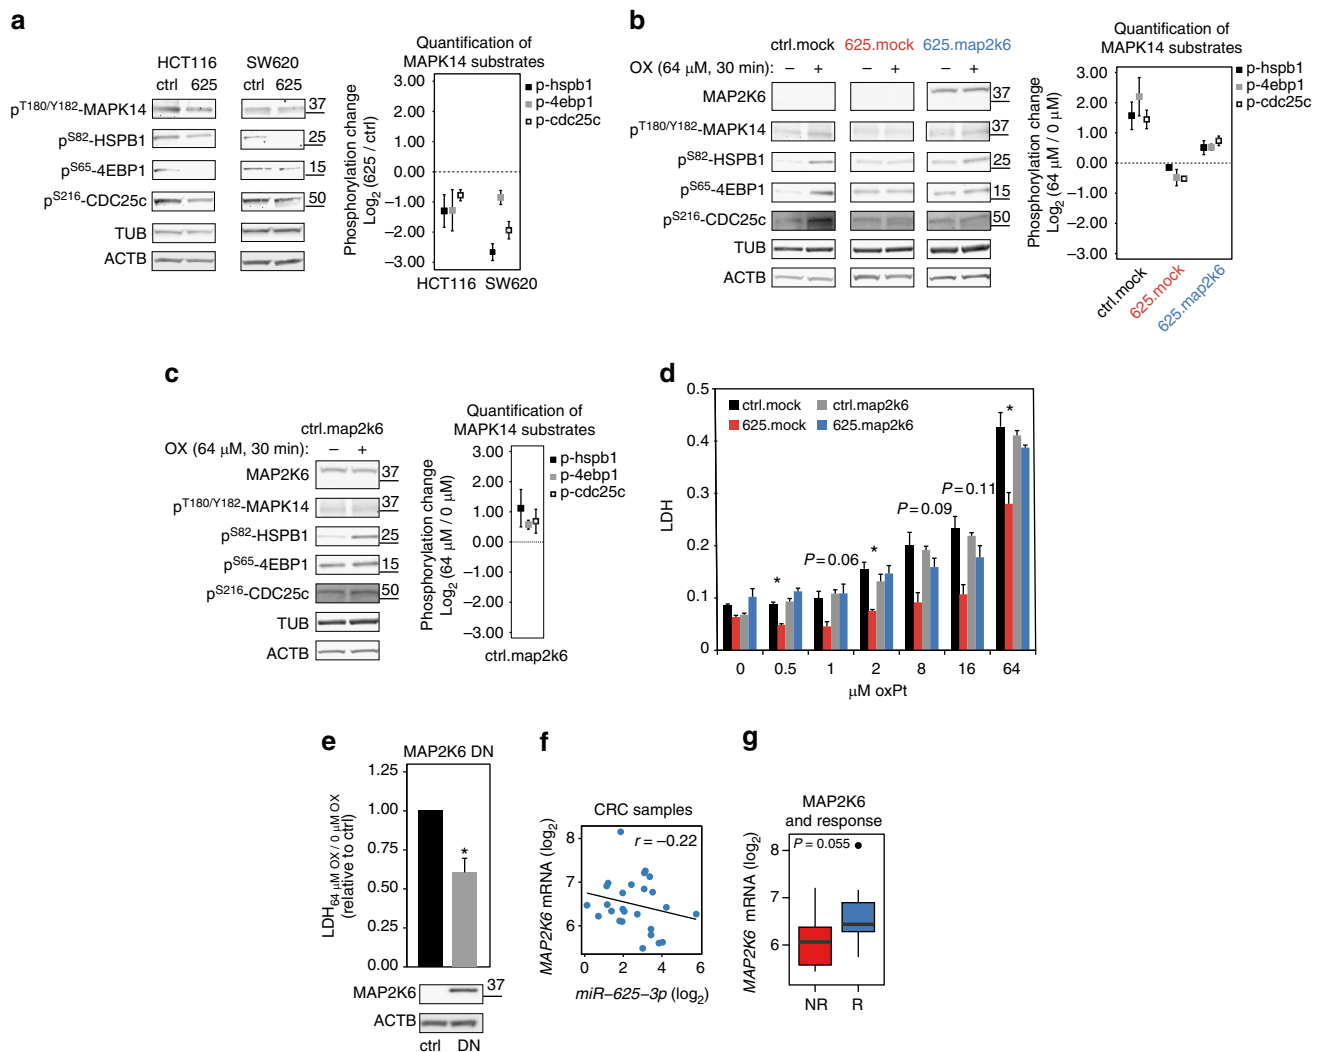 a
HCT116 SW620
ctrl 625 ctrl 625
pT180/Y182-MAPK14 37
pS82-HSPB1 25
pS65-4EBP1 15
pS216-CDC25c 50
TUB
ACTB
Quantification of
MAPK14 substrates
Phosphorylation change
Log2 (625 / ctrl)
3.00
2.00
1.00
0.00
−1.00
−2.00
−3.00
HCT116 SW620
p-hspb1
p-4ebp1
p-cdc25c
b
ctrl.mock 625.mock 625.map2k6
OX (64 μM, 30 min): − + − + − +
MAP2K6 37
pT180/Y182-MAPK14 37
pS82-HSPB1 25
pS65-4EBP1 15
pS216-CDC25c 50
TUB
ACTB
Quantification of
MAPK14 substrates
Phosphorylation change
Log2 (64 μM / 0 μM)
3.00
2.00
1.00
0.00
−1.00
−2.00
−3.00
ctrl.mock
625.mock
625.map2k6
p-hspb1
p-4ebp1
p-cdc25c
c
ctrl.map2k6
OX (64 μM, 30 min): − +
MAP2K6 37
pT180/Y182-MAPK14 37
pS82-HSPB1 25
pS65-4EBP1 15
pS216-CDC25c 50
TUB
ACTB
Quantification of
MAPK14 substrates
Phosphorylation change
Log2 (64 μM / 0 μM)
3.00
2.00
1.00
0.00
−1.00
−2.00
−3.00
ctrl.map2k6
p-hspb1
p-4ebp1
p-cdc25c
d
LDH
0.5
0.4
0.3
0.2
0.1
0
ctrl.mock ctrl.map2k6
625.mock 625.map2k6
*
P=0.06
*
P=0.09
P=0.11
*
0 0.5 1 2 8 16 64
μM oxPt
e
MAP2K6 DN
LDH64 μM OX / 0 μM OX
(relative to ctrl)
1.25
1.00
0.75
0.50
0.25
0.00
*
MAP2K6 37
ACTB
ctrl DN
f
CRC samples
MAP2K6 mRNA (log2)
r = −0.22
8
7
6
0 2 4 6
miR−625−3p (log2)
g
MAP2K6
and response
MAP2K6 mRNA (log2)
P = 0.055
8
7
6
NR R